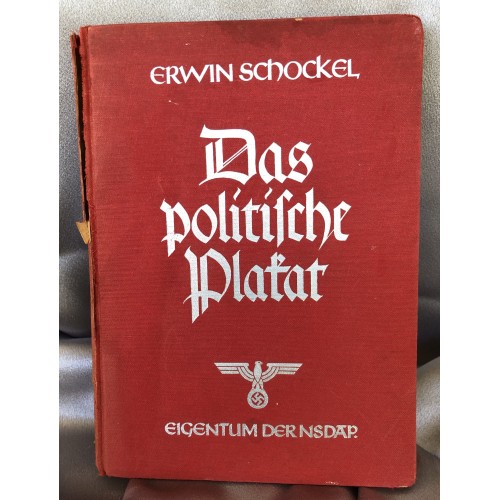 ERWIN SCHOCKEL
Das
politiſche
Plakat
EIGENTUM DER NSDAP.